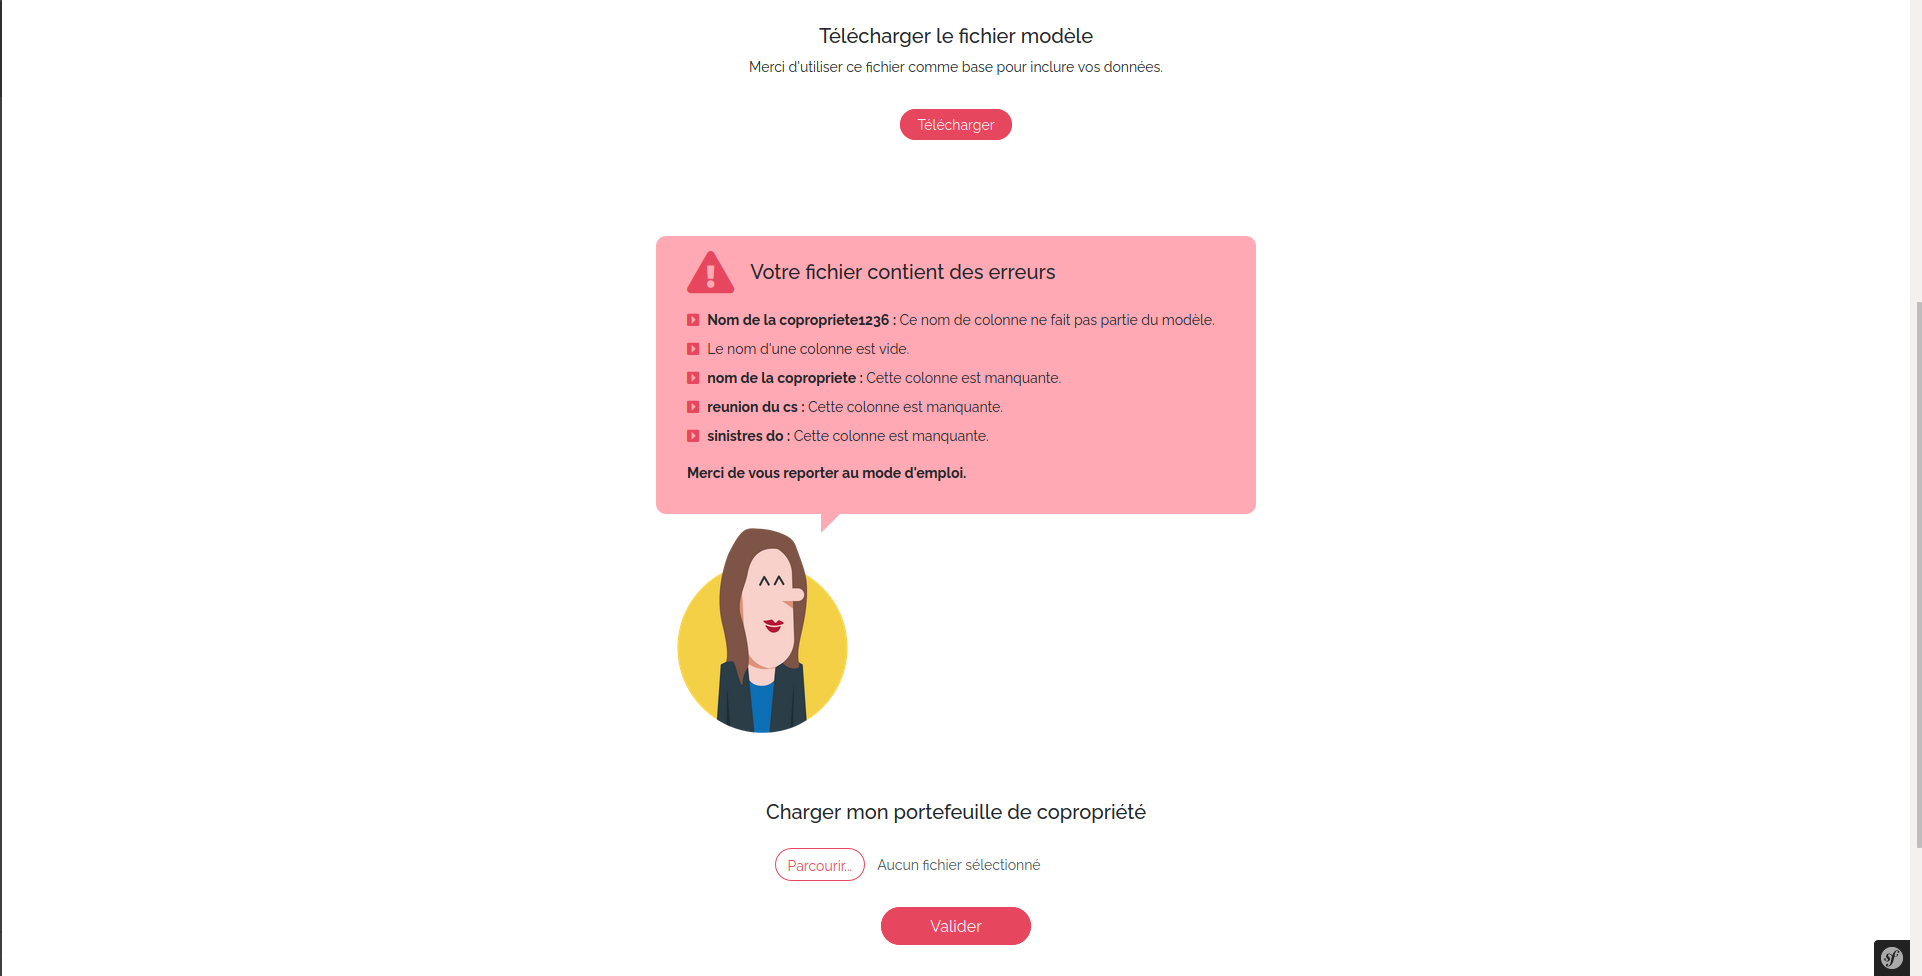 Télécharger le fichier modèle
Merci d'utiliser ce fichier comme base pour inclure vos données.
Télécharger
Votre fichier contient des erreurs
Nom de la copropriete1236 : Ce nom de colonne ne fait pas partie du modèle.
Le nom d'une colonne est vide.
nom de la copropriete : Cette colonne est manquante.
reunion du cs : Cette colonne est manquante.
sinistres do : Cette colonne est manquante.
Merci de vous reporter au mode d'emploi.
Charger mon portefeuille de copropriété
Parcourir... Aucun fichier sélectionné
Valider
sf